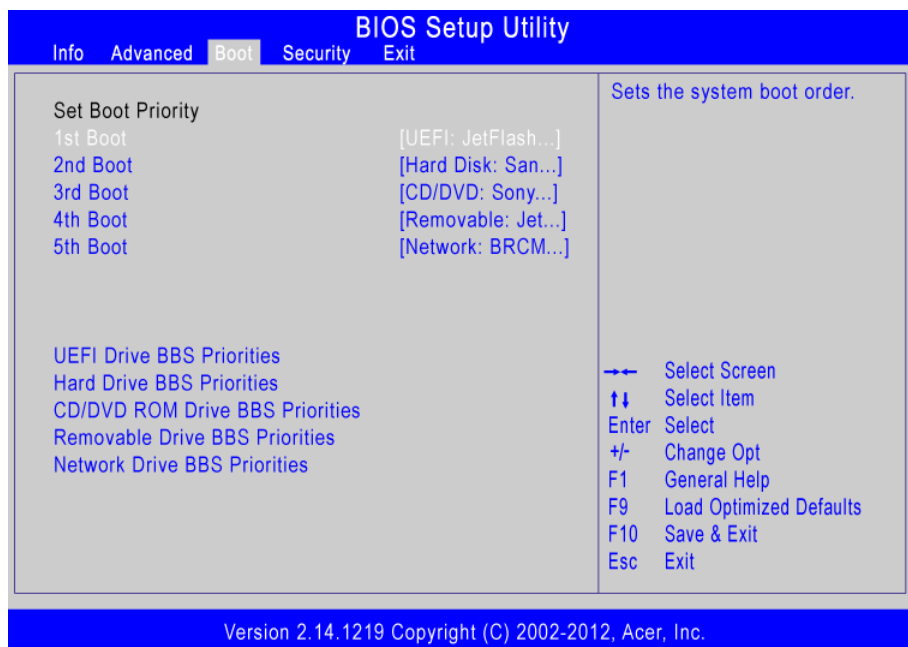 BIOS Setup Utility
Info Advanced Boot Security Exit
Set Boot Priority
1st Boot [UEFI: JetFlash...]
2nd Boot [Hard Disk: San...]
3rd Boot [CD/DVD: Sony...]
4th Boot [Removable: Jet...]
5th Boot [Network: BRCM...]
UEFI Drive BBS Priorities
Hard Drive BBS Priorities
CD/DVD ROM Drive BBS Priorities
Removable Drive BBS Priorities
Network Drive BBS Priorities
Sets the system boot order.
→← Select Screen
↑↓ Select Item
Enter Select
+/- Change Opt
F1 General Help
F9 Load Optimized Defaults
F10 Save & Exit
Esc Exit
Version 2.14.1219 Copyright (C) 2002-2012, Acer, Inc.